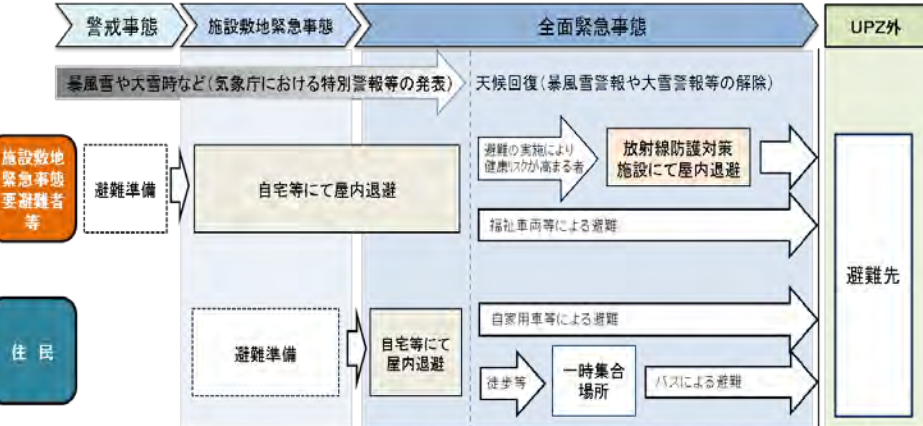 警戒事態
施設敷地緊急事態
全面緊急事態
UPZ外
暴風雪や大雪時など(気象庁における特別警報等の発表)
天候回復(暴風雪警報や大雪警報等の解除)
施設敷地
緊急事態
要避難者
等
避難準備
自宅等にて屋内退避
避難の実施により
健康リスクが高まる者
放射線防護対策
施設にて屋内退避
福祉車両等による避難
避難先
住民
避難準備
自宅等にて
屋内退避
自家用車等による避難
徒歩等
一時集合
場所
バスによる避難